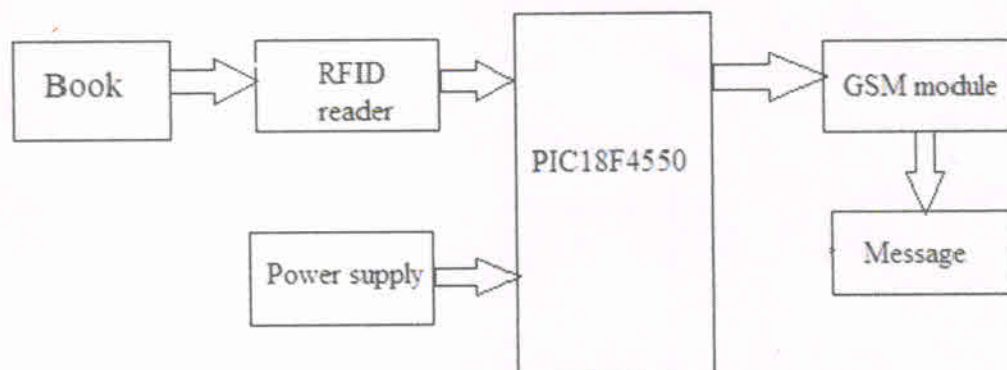 Book
RFID
reader
PIC18F4550
GSM module
Power supply
Message